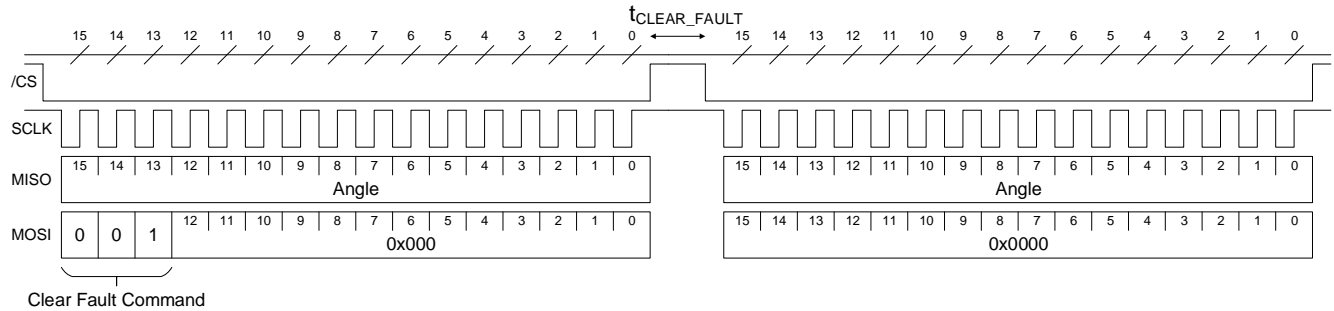 tCLEAR_FAULT
15 14 13 12 11 10 9 8 7 6 5 4 3 2 1 0 15 14 13 12 11 10 9 8 7 6 5 4 3 2 1 0
/CS
SCLK
MISO 15 14 13 12 11 10 9 8 7 6 5 4 3 2 1 0 15 14 13 12 11 10 9 8 7 6 5 4 3 2 1 0
Angle Angle
MOSI 0 0 1 12 11 10 9 8 7 6 5 4 3 2 1 0 15 14 13 12 11 10 9 8 7 6 5 4 3 2 1 0
0x000 0x0000
Clear Fault Command